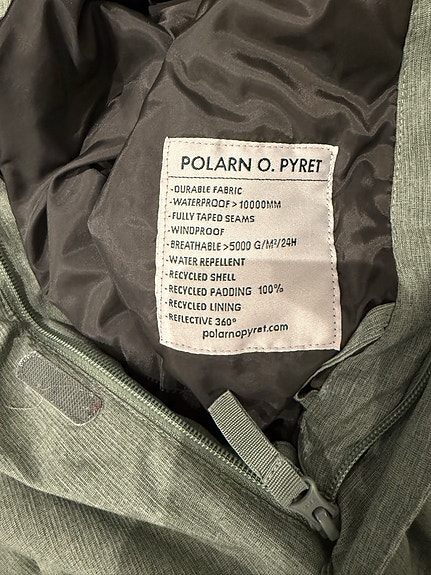 POLARN O. PYRET
-DURABLE FABRIC
-WATERPROOF > 10000MM
-FULLY TAPED SEAMS
-WINDPROOF
-BREATHABLE >5000 G/M²/24H
-WATER REPELLENT
-RECYCLED SHELL
-RECYCLED PADDING 100%
-RECYCLED LINING
-REFLECTIVE 360°
polarnopyret.com